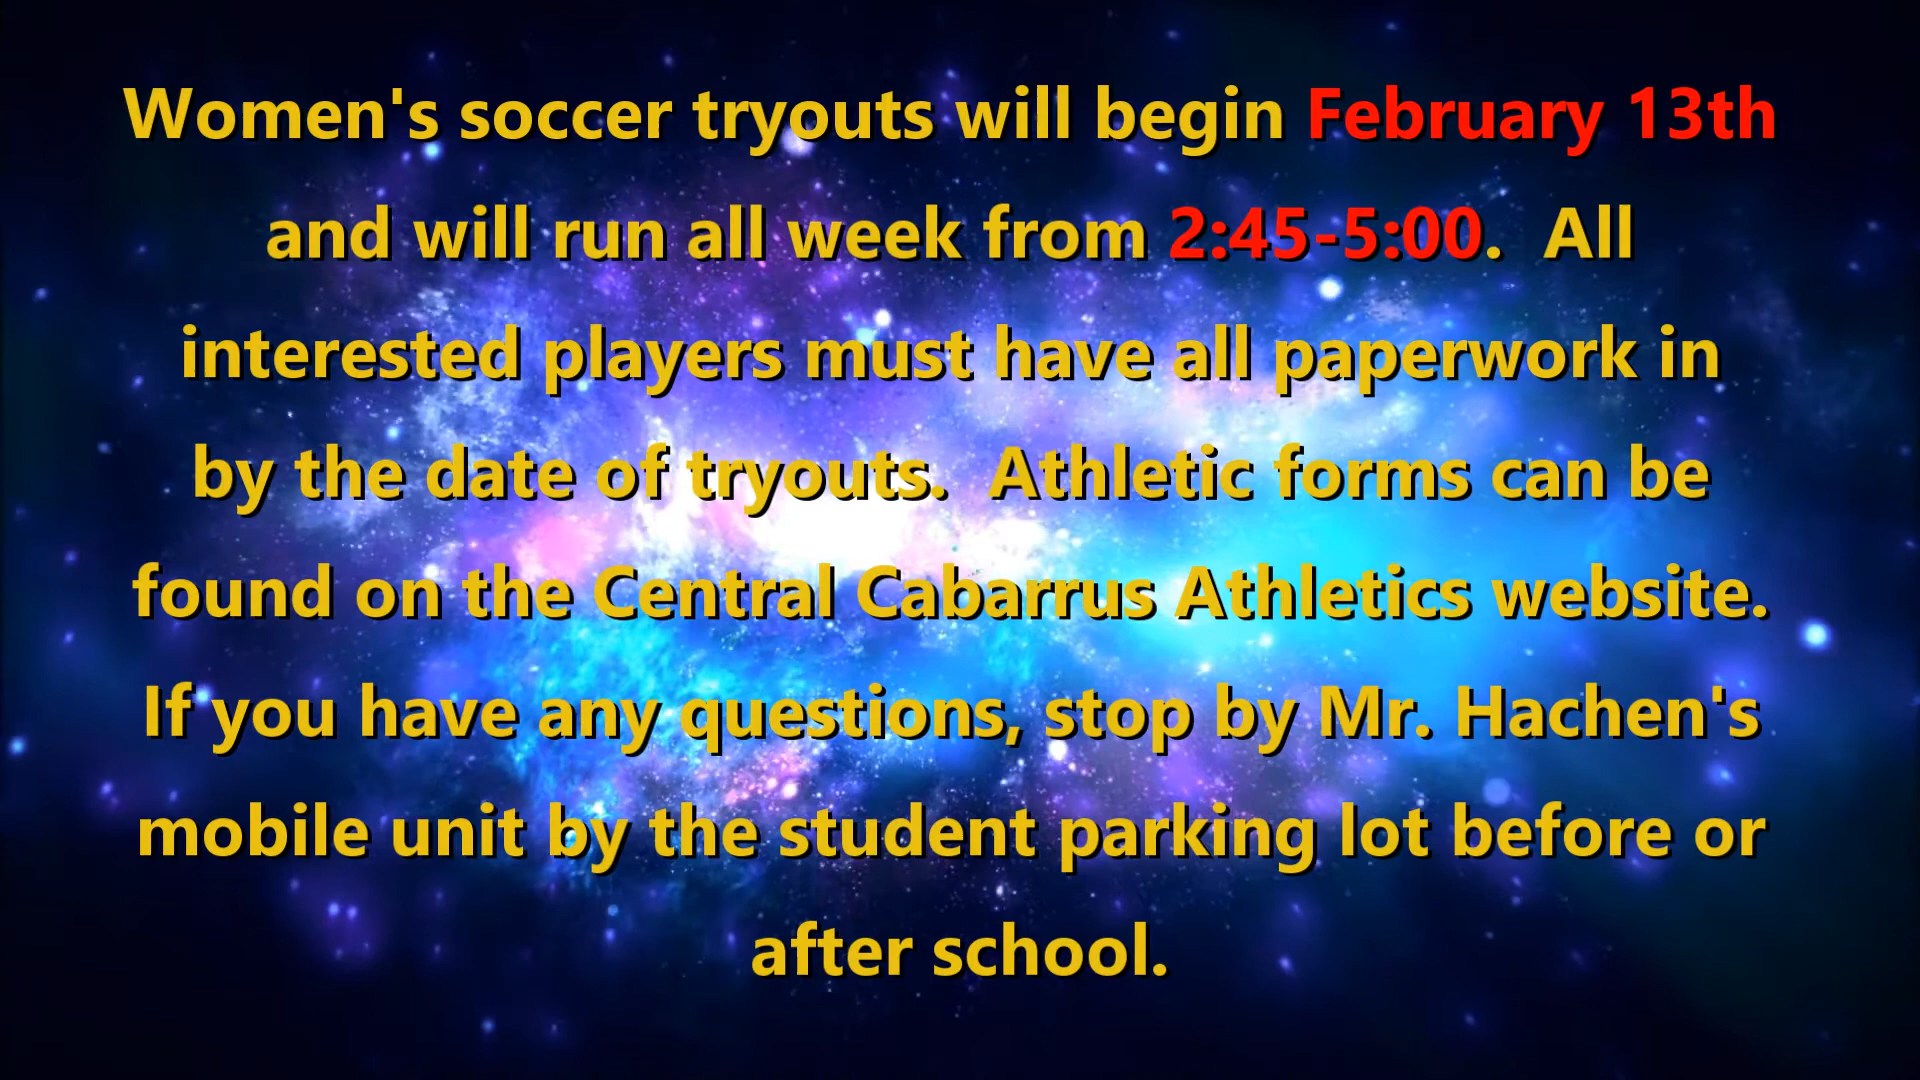 Women's soccer tryouts will begin February 13th
and will run all week from 2:45-5:00.  All
interested players must have all paperwork in
by the date of tryouts.  Athletic forms can be
found on the Central Cabarrus Athletics website.
If you have any questions, stop by Mr. Hachen's
mobile unit by the student parking lot before or
after school.